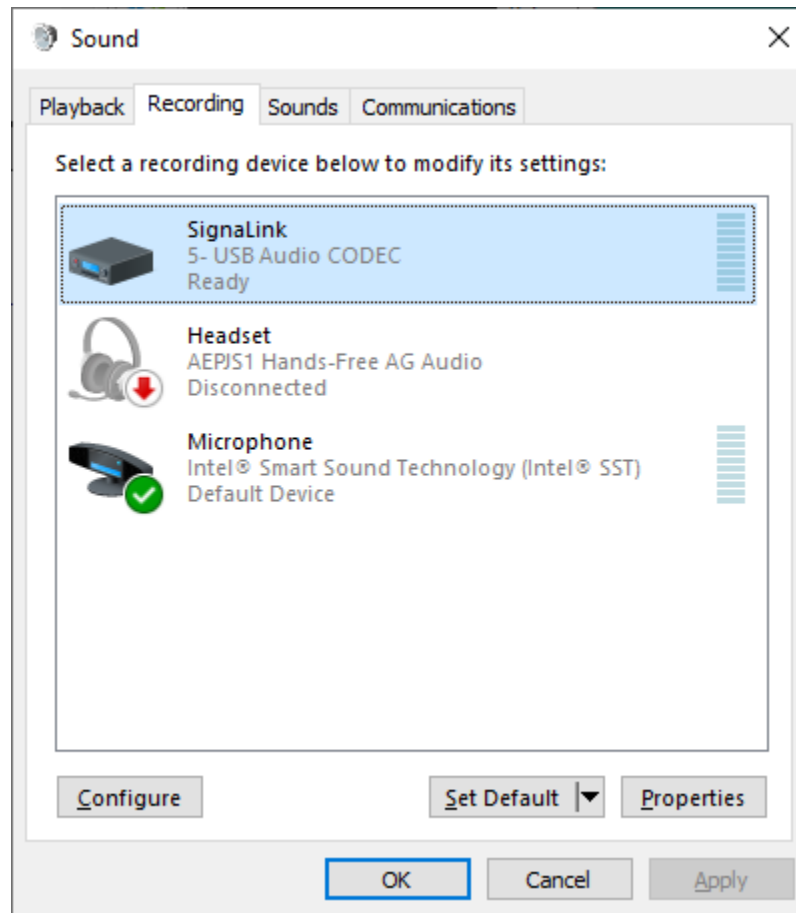 Sound
Playback Recording Sounds Communications
Select a recording device below to modify its settings:
SignaLink
5- USB Audio CODEC
Ready
Headset
AEPJS1 Hands-Free AG Audio
Disconnected
Microphone
Intel® Smart Sound Technology (Intel® SST)
Default Device
Configure Set Default Properties
OK Cancel Apply